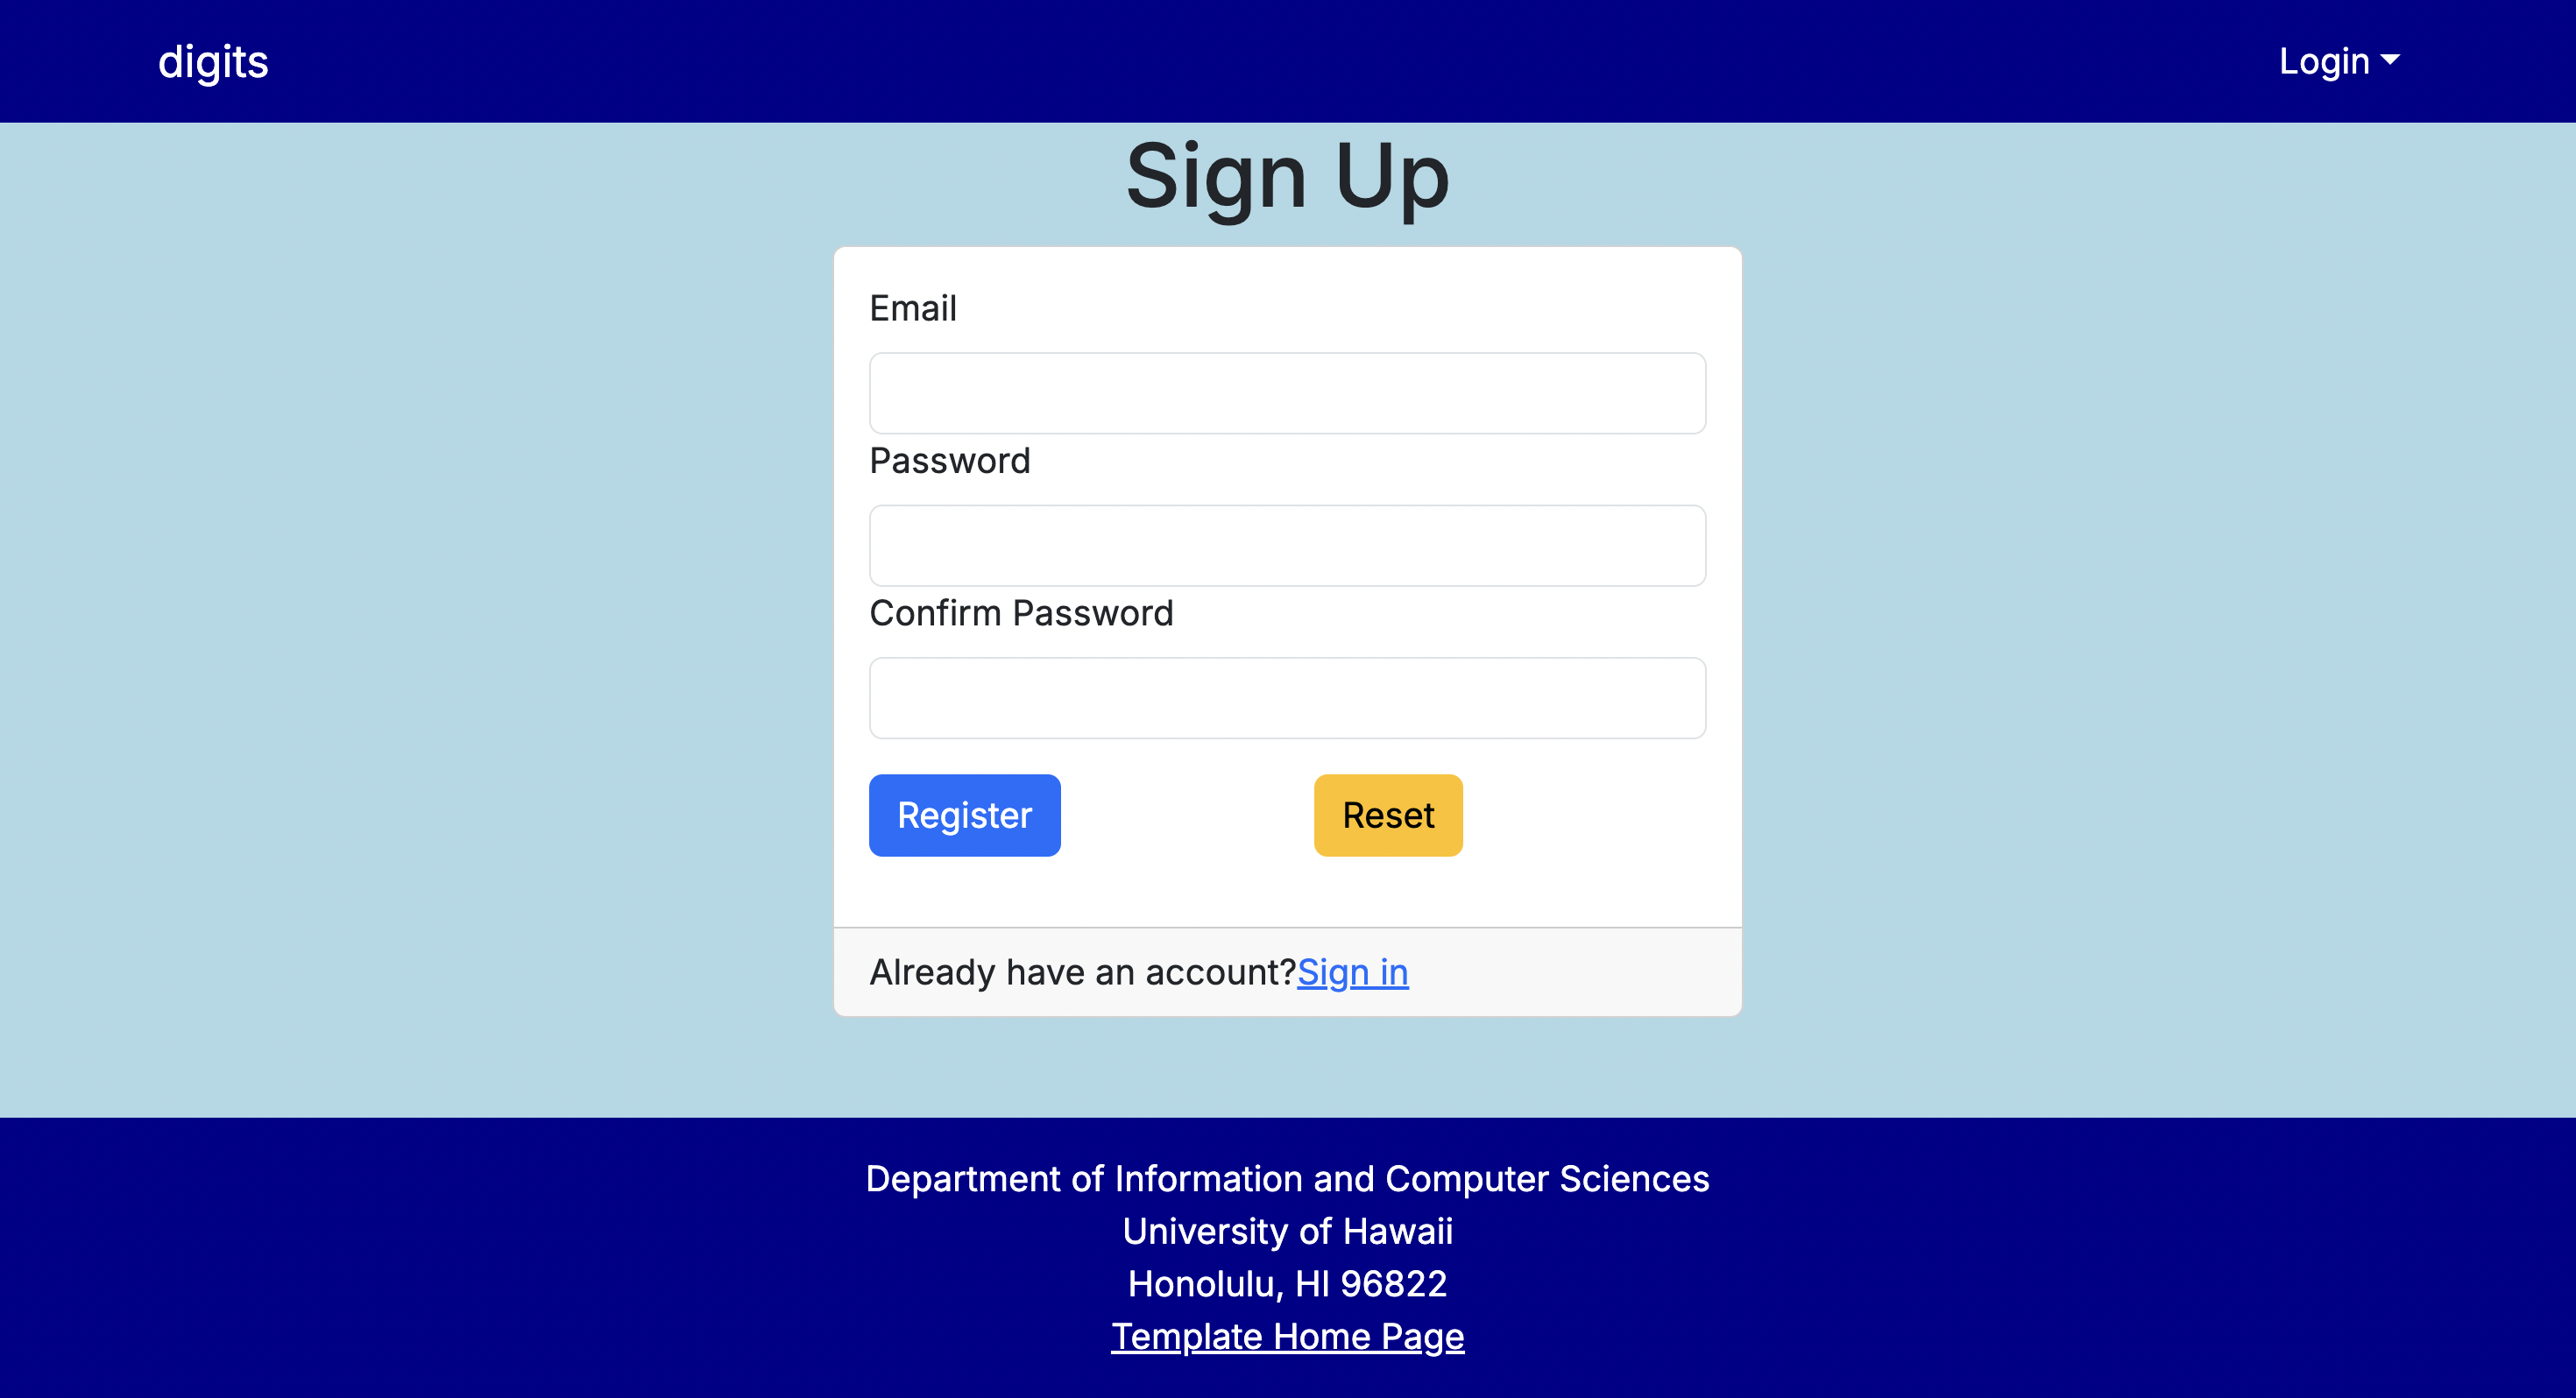 digits
Login
Sign Up
Email
Password
Confirm Password
Register
Reset
Already have an account?Sign in
Department of Information and Computer Sciences
University of Hawaii
Honolulu, HI 96822
Template Home Page